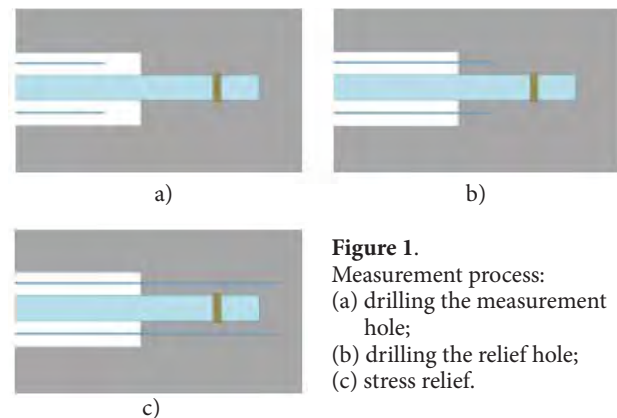 a)
b)
c)
Figure 1.
Measurement process:
(a) drilling the measurement
hole;
(b) drilling the relief hole;
(c) stress relief.